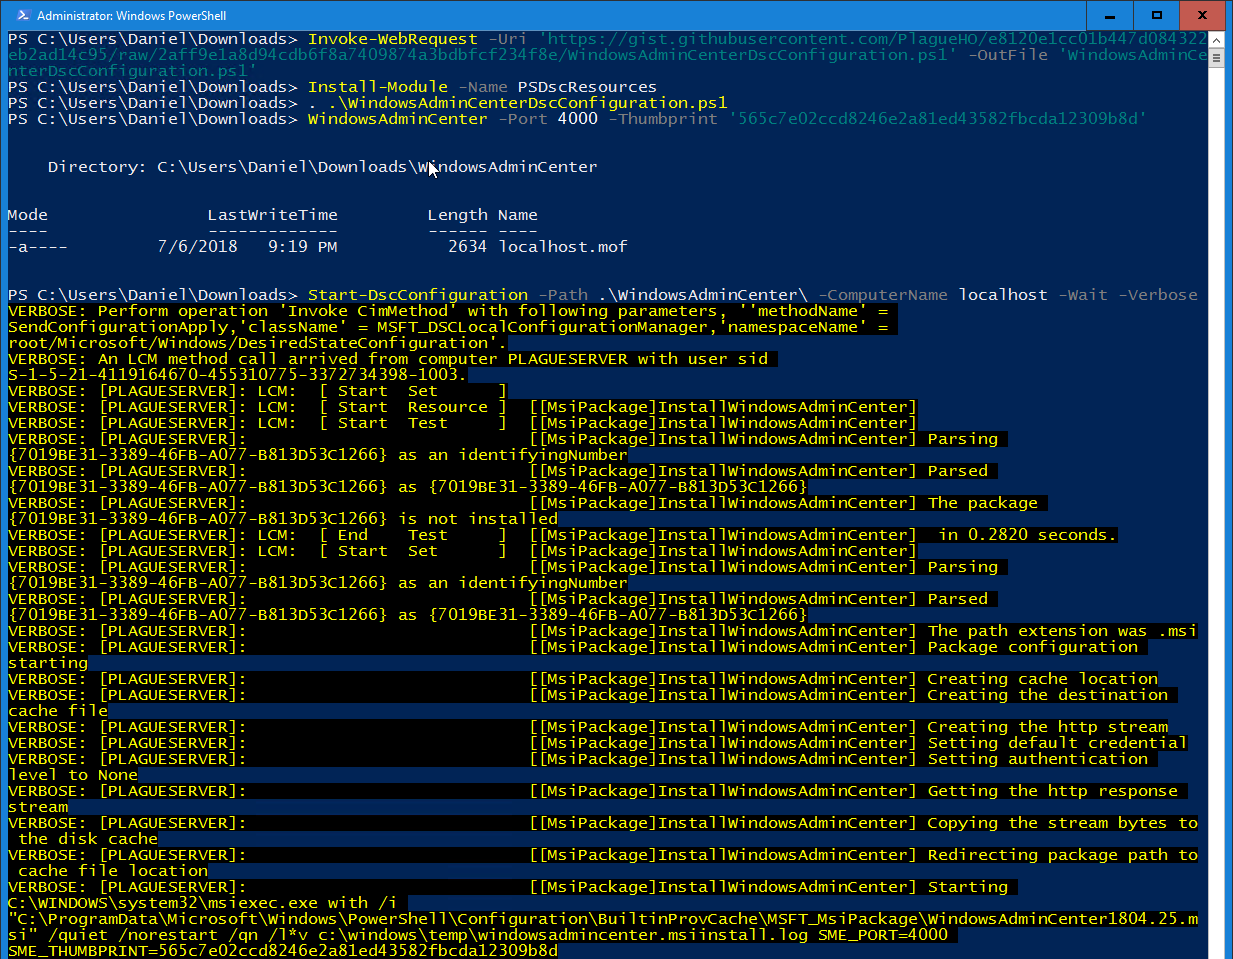 Administrator: Windows PowerShell
PS C:\Users\Daniel\Downloads> Invoke-WebRequest -Uri 'https://gist.githubusercontent.com/PlagueHO/e8120e1cc01b447d084322
eb2ad14c95/raw/2aff9e1a8d94cdb6f8a7409874a3bdbfcf234f8e/WindowsAdminCenterDscConfiguration.ps1' -OutFile 'WindowsAdminCe
nterDscConfiguration.ps1'
PS C:\Users\Daniel\Downloads> Install-Module -Name PSDscResources
PS C:\Users\Daniel\Downloads> . .\WindowsAdminCenterDscConfiguration.ps1
PS C:\Users\Daniel\Downloads> WindowsAdminCenter -Port 4000 -Thumbprint '565c7e02ccd8246e2a81ed43582fbcda12309b8d'
    Directory: C:\Users\Daniel\Downloads\WindowsAdminCenter
Mode                LastWriteTime         Length Name
----                -------------         ------ ----
-a----         7/6/2018   9:19 PM           2634 localhost.mof
PS C:\Users\Daniel\Downloads> Start-DscConfiguration -Path .\WindowsAdminCenter\ -ComputerName localhost -Wait -Verbose
VERBOSE: Perform operation 'Invoke CimMethod' with following parameters, ''methodName' =
SendConfigurationApply,'className' = MSFT_DSCLocalConfigurationManager,'namespaceName' =
root/Microsoft/Windows/DesiredStateConfiguration'.
VERBOSE: An LCM method call arrived from computer PLAGUESERVER with user sid
S-1-5-21-4119164670-455310775-3372734398-1003.
VERBOSE: [PLAGUESERVER]: LCM:  [ Start  Set      ]
VERBOSE: [PLAGUESERVER]: LCM:  [ Start  Resource ]  [[MsiPackage]InstallWindowsAdminCenter]
VERBOSE: [PLAGUESERVER]: LCM:  [ Start  Test     ]  [[MsiPackage]InstallWindowsAdminCenter]
VERBOSE: [PLAGUESERVER]:                            [[MsiPackage]InstallWindowsAdminCenter] Parsing
{7019BE31-3389-46FB-A077-B813D53C1266} as an identifyingNumber
VERBOSE: [PLAGUESERVER]:                            [[MsiPackage]InstallWindowsAdminCenter] Parsed
{7019BE31-3389-46FB-A077-B813D53C1266} as {7019BE31-3389-46FB-A077-B813D53C1266}
VERBOSE: [PLAGUESERVER]:                            [[MsiPackage]InstallWindowsAdminCenter] The package
{7019BE31-3389-46FB-A077-B813D53C1266} is not installed
VERBOSE: [PLAGUESERVER]: LCM:  [ End    Test     ]  [[MsiPackage]InstallWindowsAdminCenter]  in 0.2820 seconds.
VERBOSE: [PLAGUESERVER]: LCM:  [ Start  Set      ]  [[MsiPackage]InstallWindowsAdminCenter]
VERBOSE: [PLAGUESERVER]:                            [[MsiPackage]InstallWindowsAdminCenter] Parsing
{7019BE31-3389-46FB-A077-B813D53C1266} as an identifyingNumber
VERBOSE: [PLAGUESERVER]:                            [[MsiPackage]InstallWindowsAdminCenter] Parsed
{7019BE31-3389-46FB-A077-B813D53C1266} as {7019BE31-3389-46FB-A077-B813D53C1266}
VERBOSE: [PLAGUESERVER]:                            [[MsiPackage]InstallWindowsAdminCenter] The path extension was .msi
VERBOSE: [PLAGUESERVER]:                            [[MsiPackage]InstallWindowsAdminCenter] Package configuration
starting
VERBOSE: [PLAGUESERVER]:                            [[MsiPackage]InstallWindowsAdminCenter] Creating cache location
VERBOSE: [PLAGUESERVER]:                            [[MsiPackage]InstallWindowsAdminCenter] Creating the destination
cache file
VERBOSE: [PLAGUESERVER]:                            [[MsiPackage]InstallWindowsAdminCenter] Creating the http stream
VERBOSE: [PLAGUESERVER]:                            [[MsiPackage]InstallWindowsAdminCenter] Setting default credential
VERBOSE: [PLAGUESERVER]:                            [[MsiPackage]InstallWindowsAdminCenter] Setting authentication
level to None
VERBOSE: [PLAGUESERVER]:                            [[MsiPackage]InstallWindowsAdminCenter] Getting the http response
stream
VERBOSE: [PLAGUESERVER]:                            [[MsiPackage]InstallWindowsAdminCenter] Copying the stream bytes to
 the disk cache
VERBOSE: [PLAGUESERVER]:                            [[MsiPackage]InstallWindowsAdminCenter] Redirecting package path to
 cache file location
VERBOSE: [PLAGUESERVER]:                            [[MsiPackage]InstallWindowsAdminCenter] Starting
C:\WINDOWS\system32\msiexec.exe with /i
"C:\ProgramData\Microsoft\Windows\PowerShell\Configuration\BuiltinProvCache\MSFT_MsiPackage\WindowsAdminCenter1804.25.m
si" /quiet /norestart /qn /l*v c:\windows\temp\windowsadmincenter.msiinstall.log SME_PORT=4000
SME_THUMBPRINT=565c7e02ccd8246e2a81ed43582fbcda12309b8d